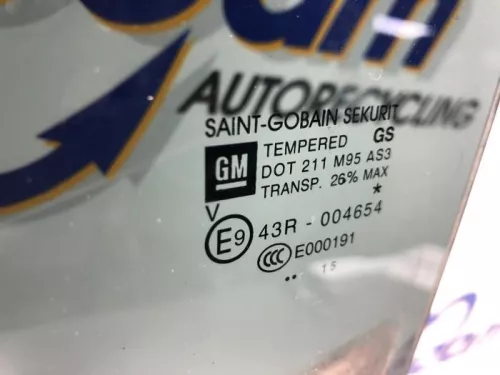 AUTORECYCLING
SAINT-GOBAIN SEKURIT
TEMPERED GS
GM
DOT 211 M95 AS3
TRANSP. 26% MAX
V *
E9
43R - 004654
CCC E000191
•• 15